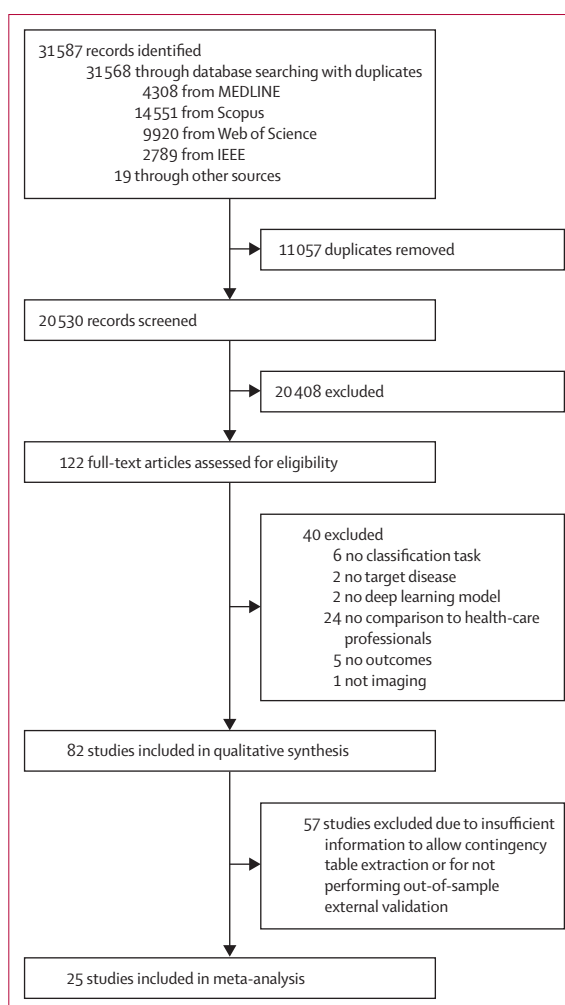 31 587 records identified
31 568 through database searching with duplicates
4308 from MEDLINE
14 551 from Scopus
9920 from Web of Science
2789 from IEEE
19 through other sources
11 057 duplicates removed
20 530 records screened
20 408 excluded
122 full-text articles assessed for eligibility
40 excluded
6 no classification task
2 no target disease
2 no deep learning model
24 no comparison to health-care
professionals
5 no outcomes
1 not imaging
82 studies included in qualitative synthesis
57 studies excluded due to insufficient
information to allow contingency
table extraction or for not
performing out-of-sample
external validation
25 studies included in meta-analysis